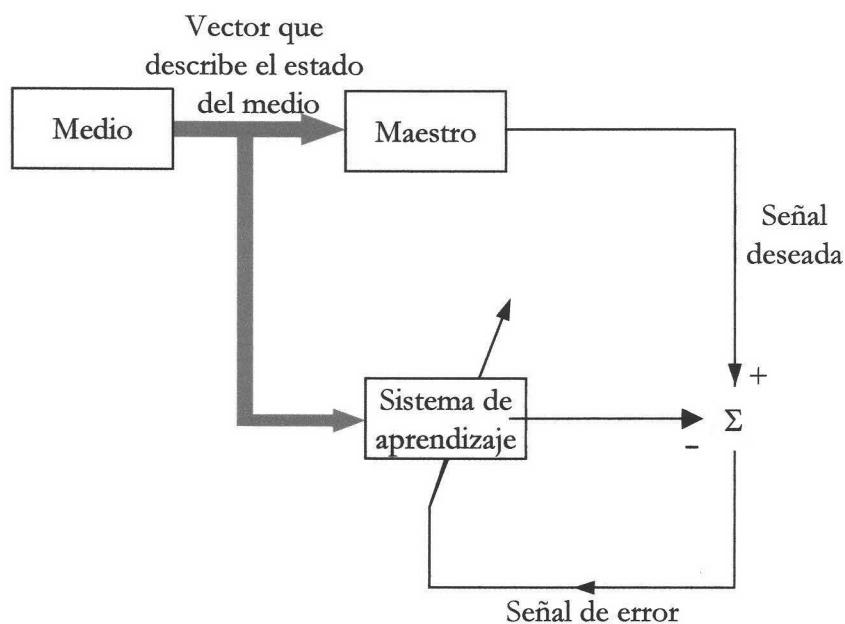 Vector que
describe el estado
del medio
Medio
Maestro
Señal
deseada
+
Sistema de
aprendizaje
Σ
-
Señal de error